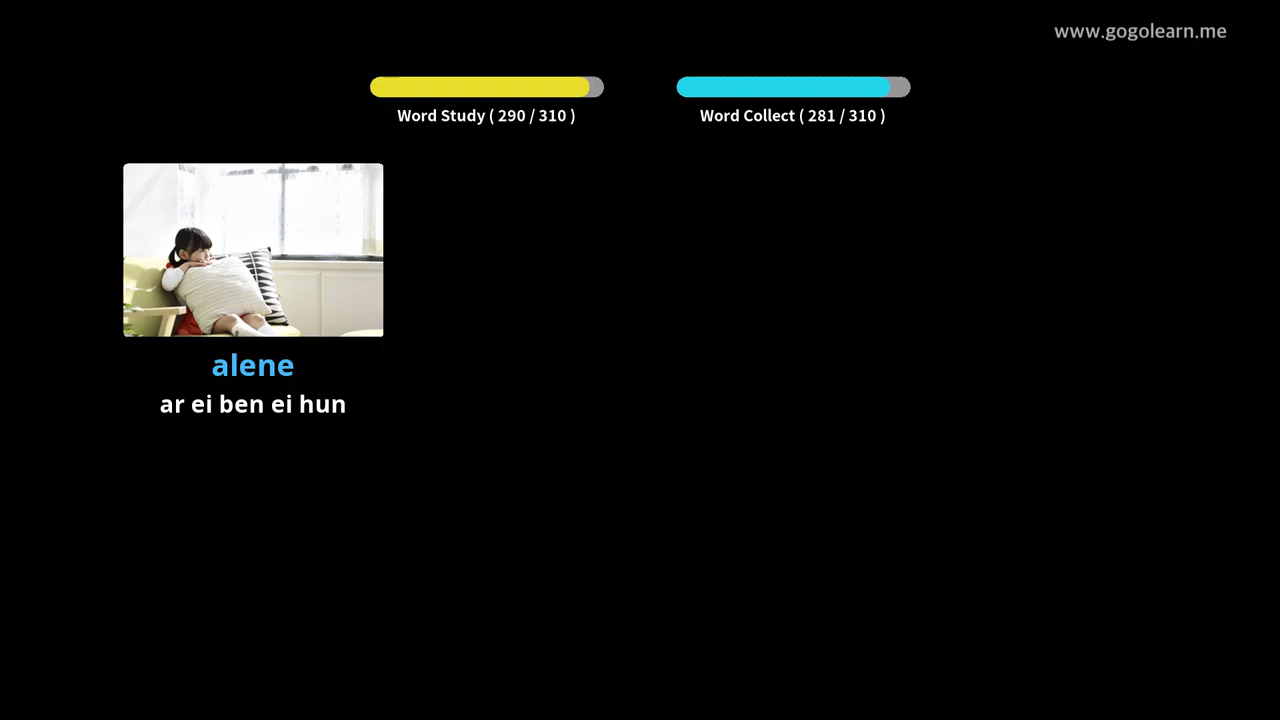 www.gogolearn.me
Word Study ( 290 / 310 )
Word Collect ( 281 / 310 )
alene
ar ei ben ei hun